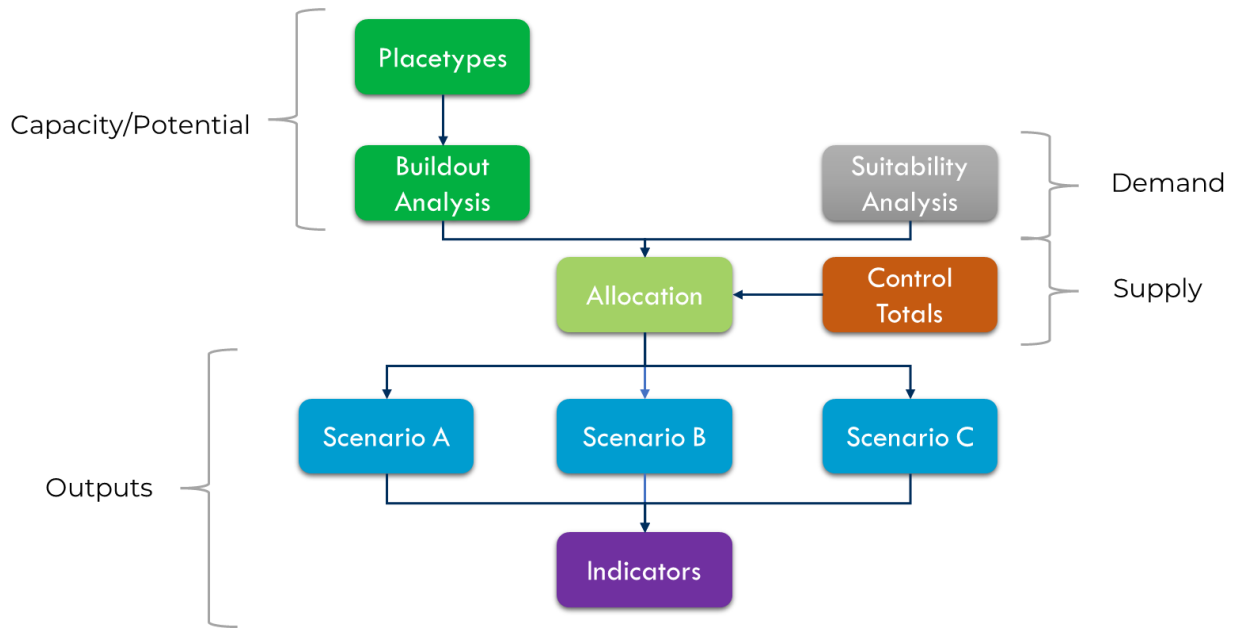 Placetypes
Capacity/Potential
Buildout
Analysis
Suitability
Analysis
Demand
Allocation
Control
Totals
Supply
Scenario A
Scenario B
Scenario C
Outputs
Indicators